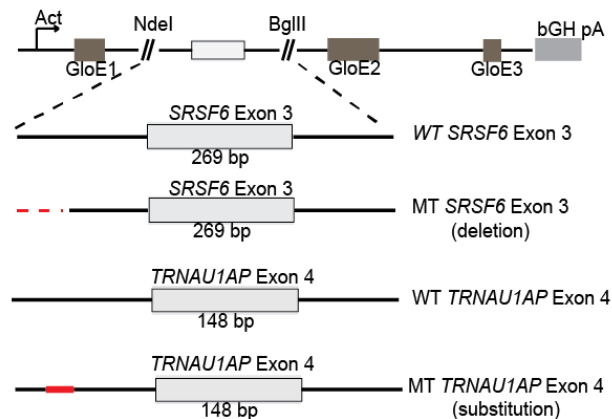 Act
NdeI
BglII
bGH pA
GloE1
GloE2
GloE3
SRSF6 Exon 3
269 bp
WT SRSF6 Exon 3
SRSF6 Exon 3
269 bp
MT SRSF6 Exon 3
(deletion)
TRNAU1AP Exon 4
148 bp
WT TRNAU1AP Exon 4
TRNAU1AP Exon 4
148 bp
MT TRNAU1AP Exon 4
(substitution)